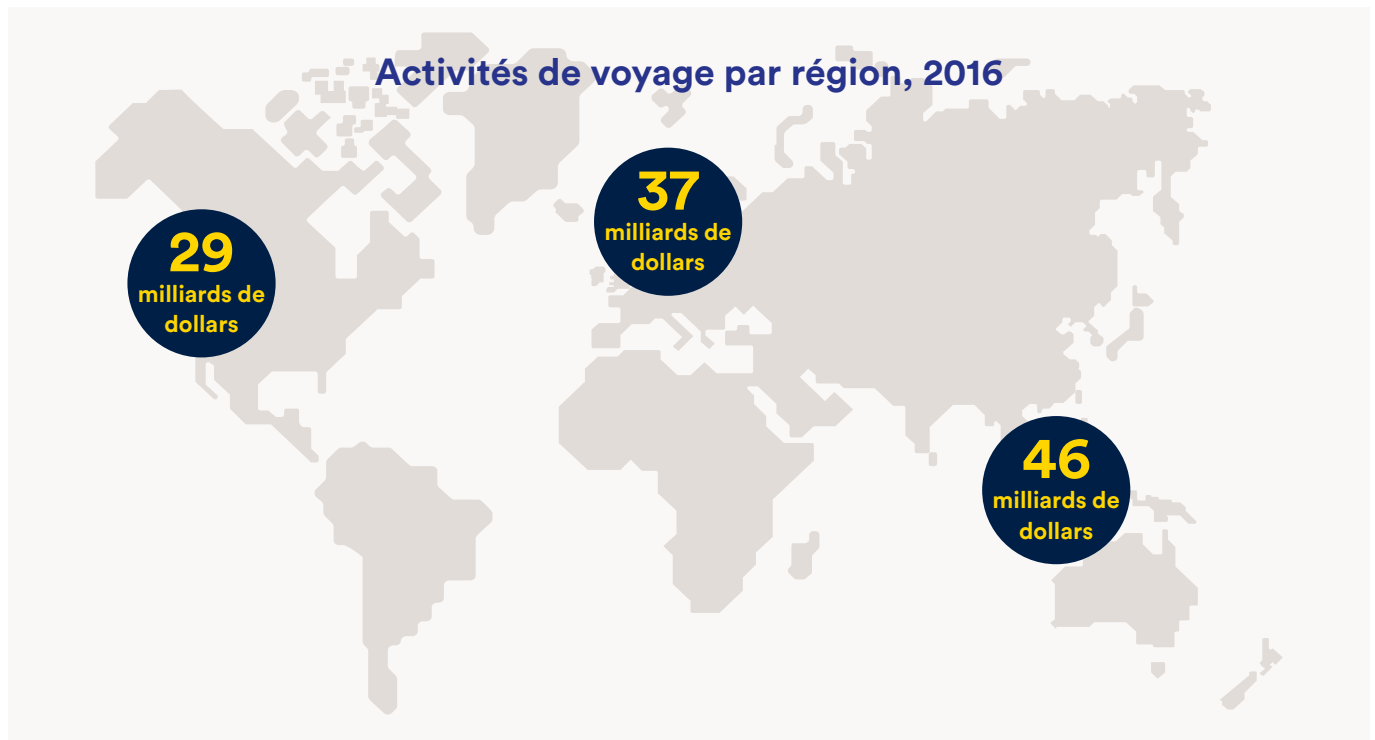 Activités de voyage par région, 2016
37
milliards de
dollars
29
milliards de
dollars
46
milliards de
dollars